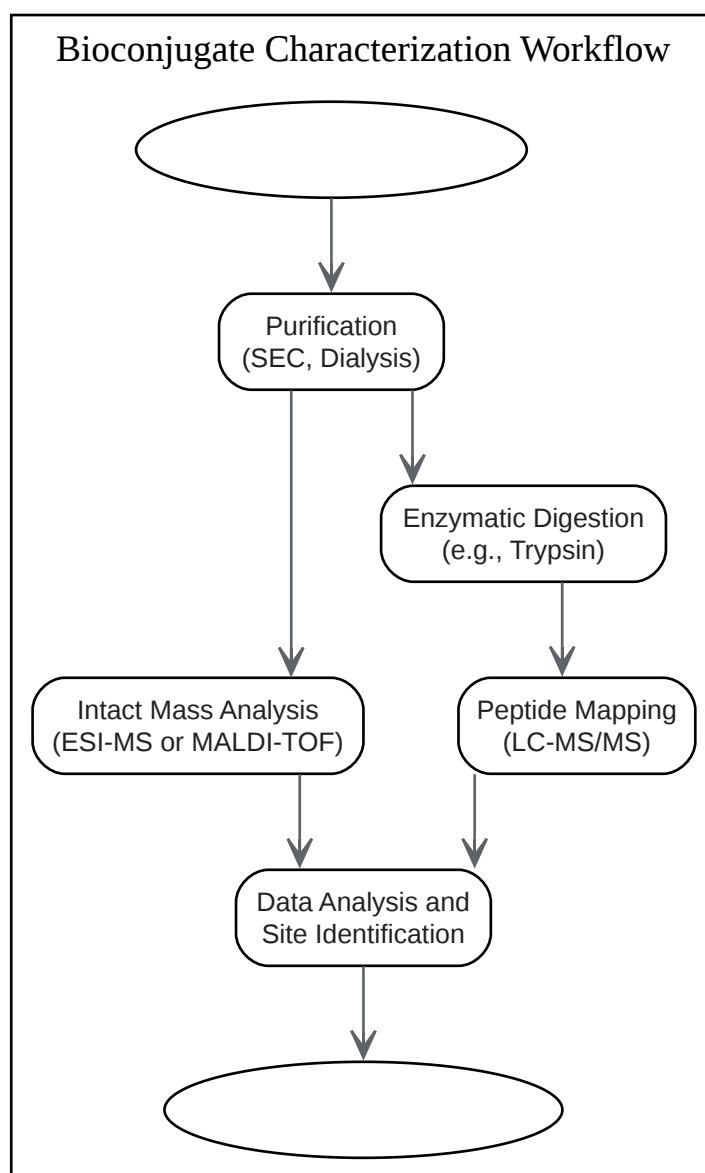 Bioconjugate Characterization Workflow
Purification
(SEC, Dialysis)
Enzymatic Digestion
(e.g., Trypsin)
Intact Mass Analysis
(ESI-MS or MALDI-TOF)
Peptide Mapping
(LC-MS/MS)
Data Analysis and
Site Identification